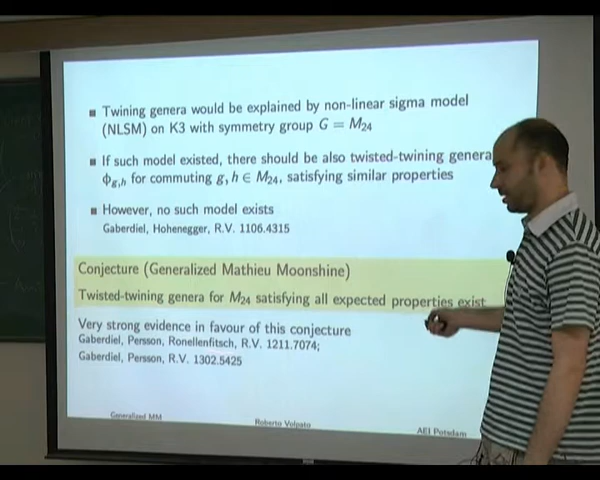 Twining genera would be explained by non-linear sigma model
(NLSM) on K3 with symmetry group G = M₂₄
If such model existed, there should be also twisted-twining genera
Φg,h for commuting g, h ∈ M₂₄, satisfying similar properties
However, no such model exists
Gaberdiel, Hohenegger, R.V. 1106.4315
Conjecture (Generalized Mathieu Moonshine)
Twisted-twining genera for M₂₄ satisfying all expected properties exist
Very strong evidence in favour of this conjecture
Gaberdiel, Persson, Ronellenfitsch, R.V. 1211.7074;
Gaberdiel, Persson, R.V. 1302.5425
Generalized MM Roberto Volpato AEI Potsdam